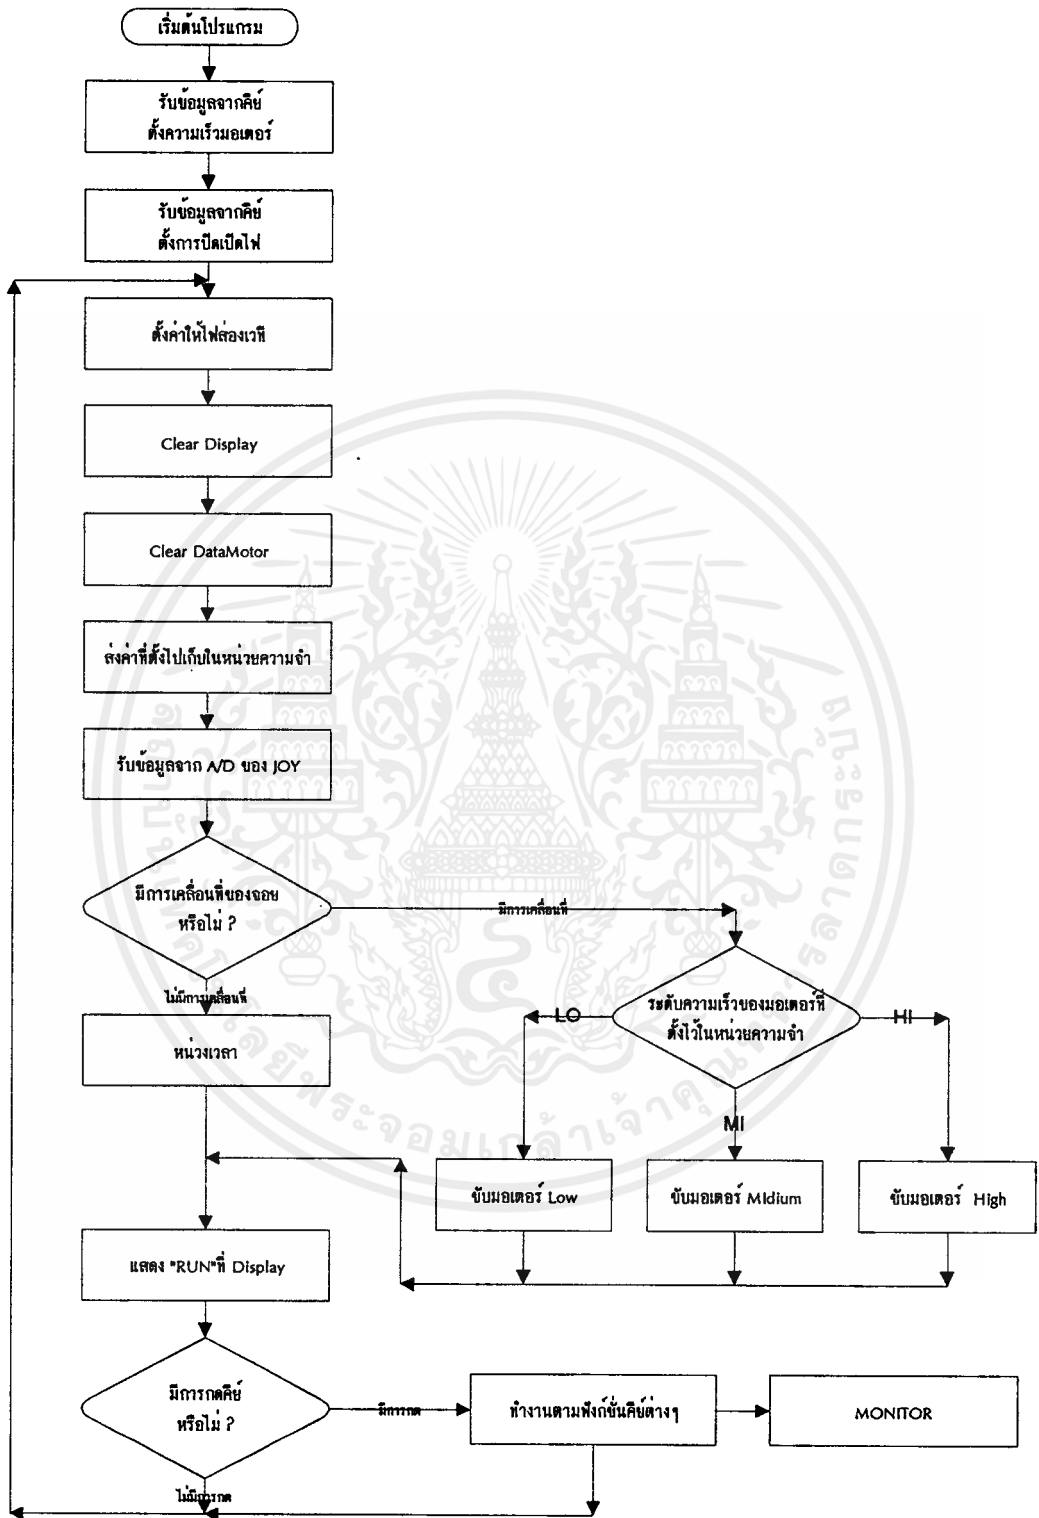 เริ่มต้นโปรแกรม
รับข้อมูลจากคีย์
ตั้งความเร็วมอเตอร์
รับข้อมูลจากคีย์
ตั้งการปิดเปิดไฟ
ตั้งค่าให้ไฟส่องเวที
Clear Display
Clear DataMotor
ส่งค่าที่ตั้งไปเก็บในหน่วยความจำ
รับข้อมูลจาก A/D ของ JOY
มีการเคลื่อนที่ของจอย
หรือไม่ ?
มีการเคลื่อนที่
ไม่มีการเคลื่อนที่
ระดับความเร็วของมอเตอร์ที่
ตั้งไว้ในหน่วยความจำ
LO
HI
MI
หน่วงเวลา
ขับมอเตอร์ Low
ขับมอเตอร์ MIdium
ขับมอเตอร์ High
แสดง "RUN"ที่ Display
มีการกดคีย์
หรือไม่ ?
มีการกด
ทำงานตามฟังก์ชั่นคีย์ต่างๆ
MONITOR
ไม่มีการกด